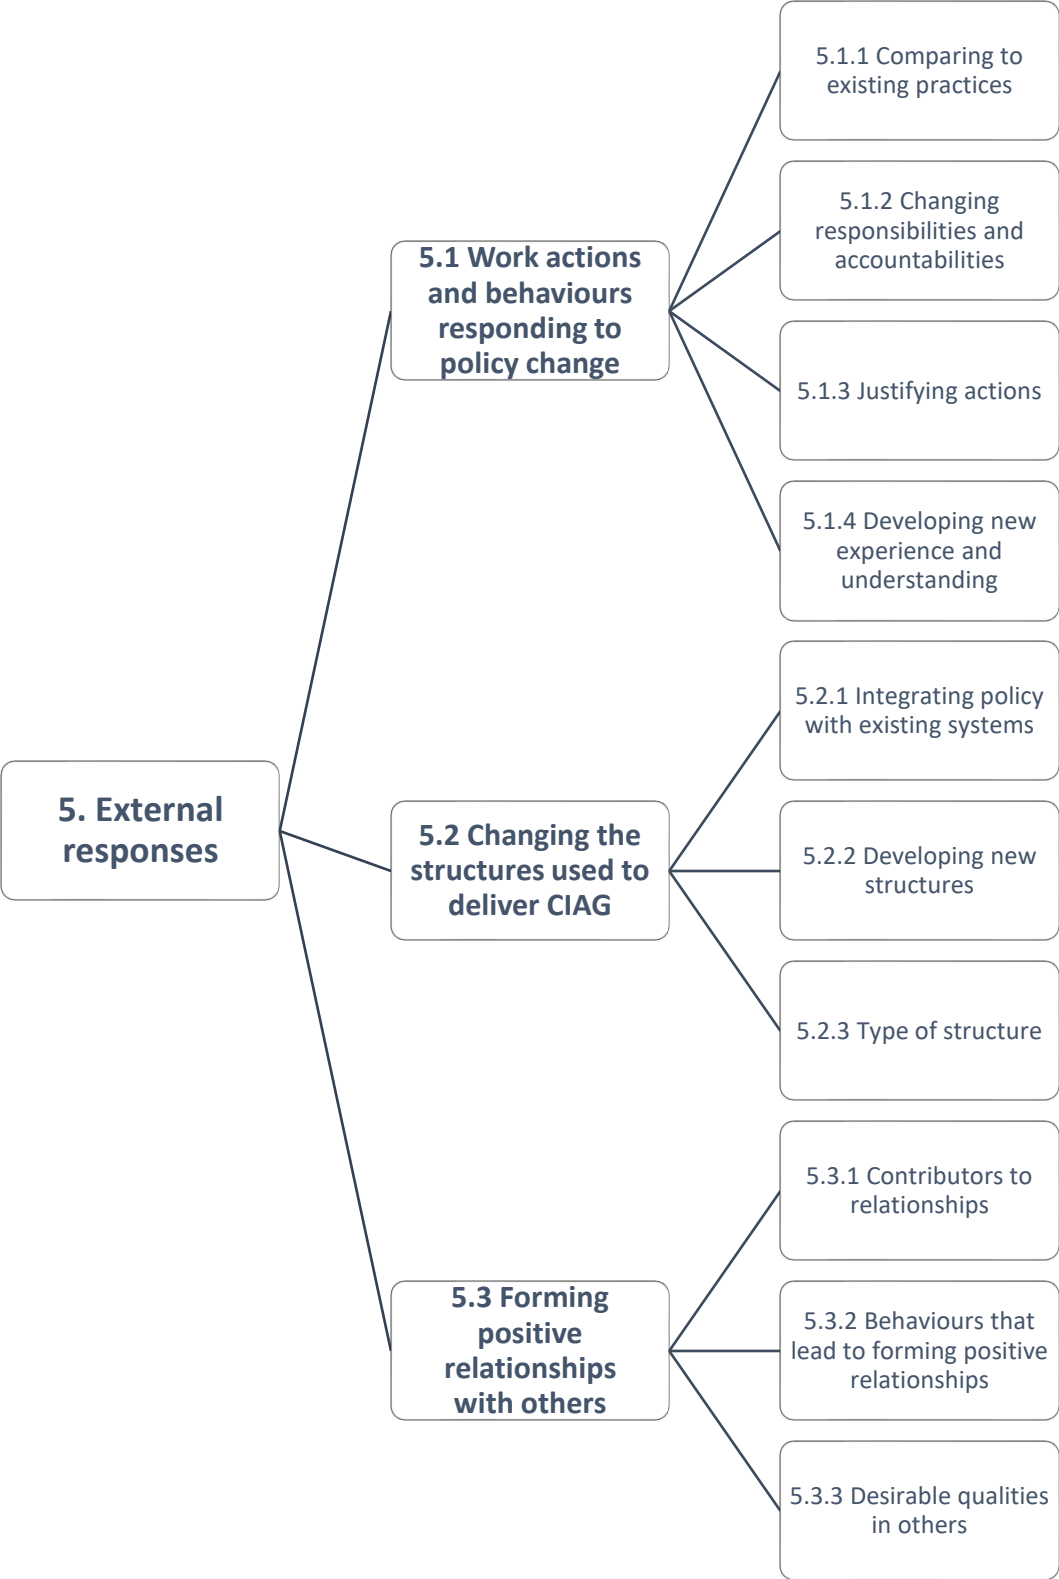 5. External
responses
5.1 Work actions
and behaviours
responding to
policy change
5.1.1 Comparing to
existing practices
5.1.2 Changing
responsibilities and
accountabilities
5.1.3 Justifying actions
5.1.4 Developing new
experience and
understanding
5.2 Changing the
structures used to
deliver CIAG
5.2.1 Integrating policy
with existing systems
5.2.2 Developing new
structures
5.2.3 Type of structure
5.3 Forming
positive
relationships
with others
5.3.1 Contributors to
relationships
5.3.2 Behaviours that
lead to forming positive
relationships
5.3.3 Desirable qualities
in others